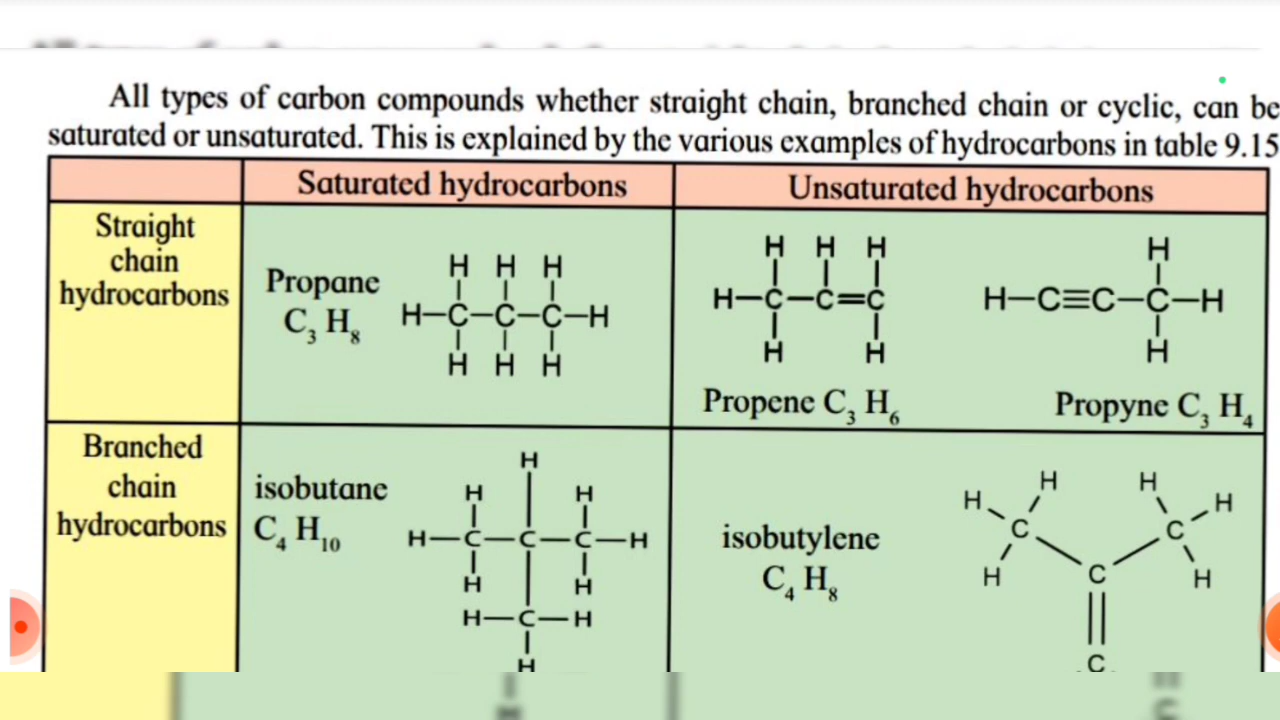 All types of carbon compounds whether straight chain, branched chain or cyclic, can be
saturated or unsaturated. This is explained by the various examples of hydrocarbons in table 9.15
Saturated hydrocarbons
Unsaturated hydrocarbons
Straight
chain
hydrocarbons
Propane
C₃ H₈
H H H
H–C–C–C–H
H H H
H H H
H–C–C=C
H H
Propene C₃ H₆
H
H–C≡C–C–H
H
Propyne C₃ H₄
Branched
chain
hydrocarbons
isobutane
C₄ H₁₀
H
H H
H–C–C–C–H
H H
H–C–H
H
isobutylene
C₄ H₈
H H H H
C C
H C H
C